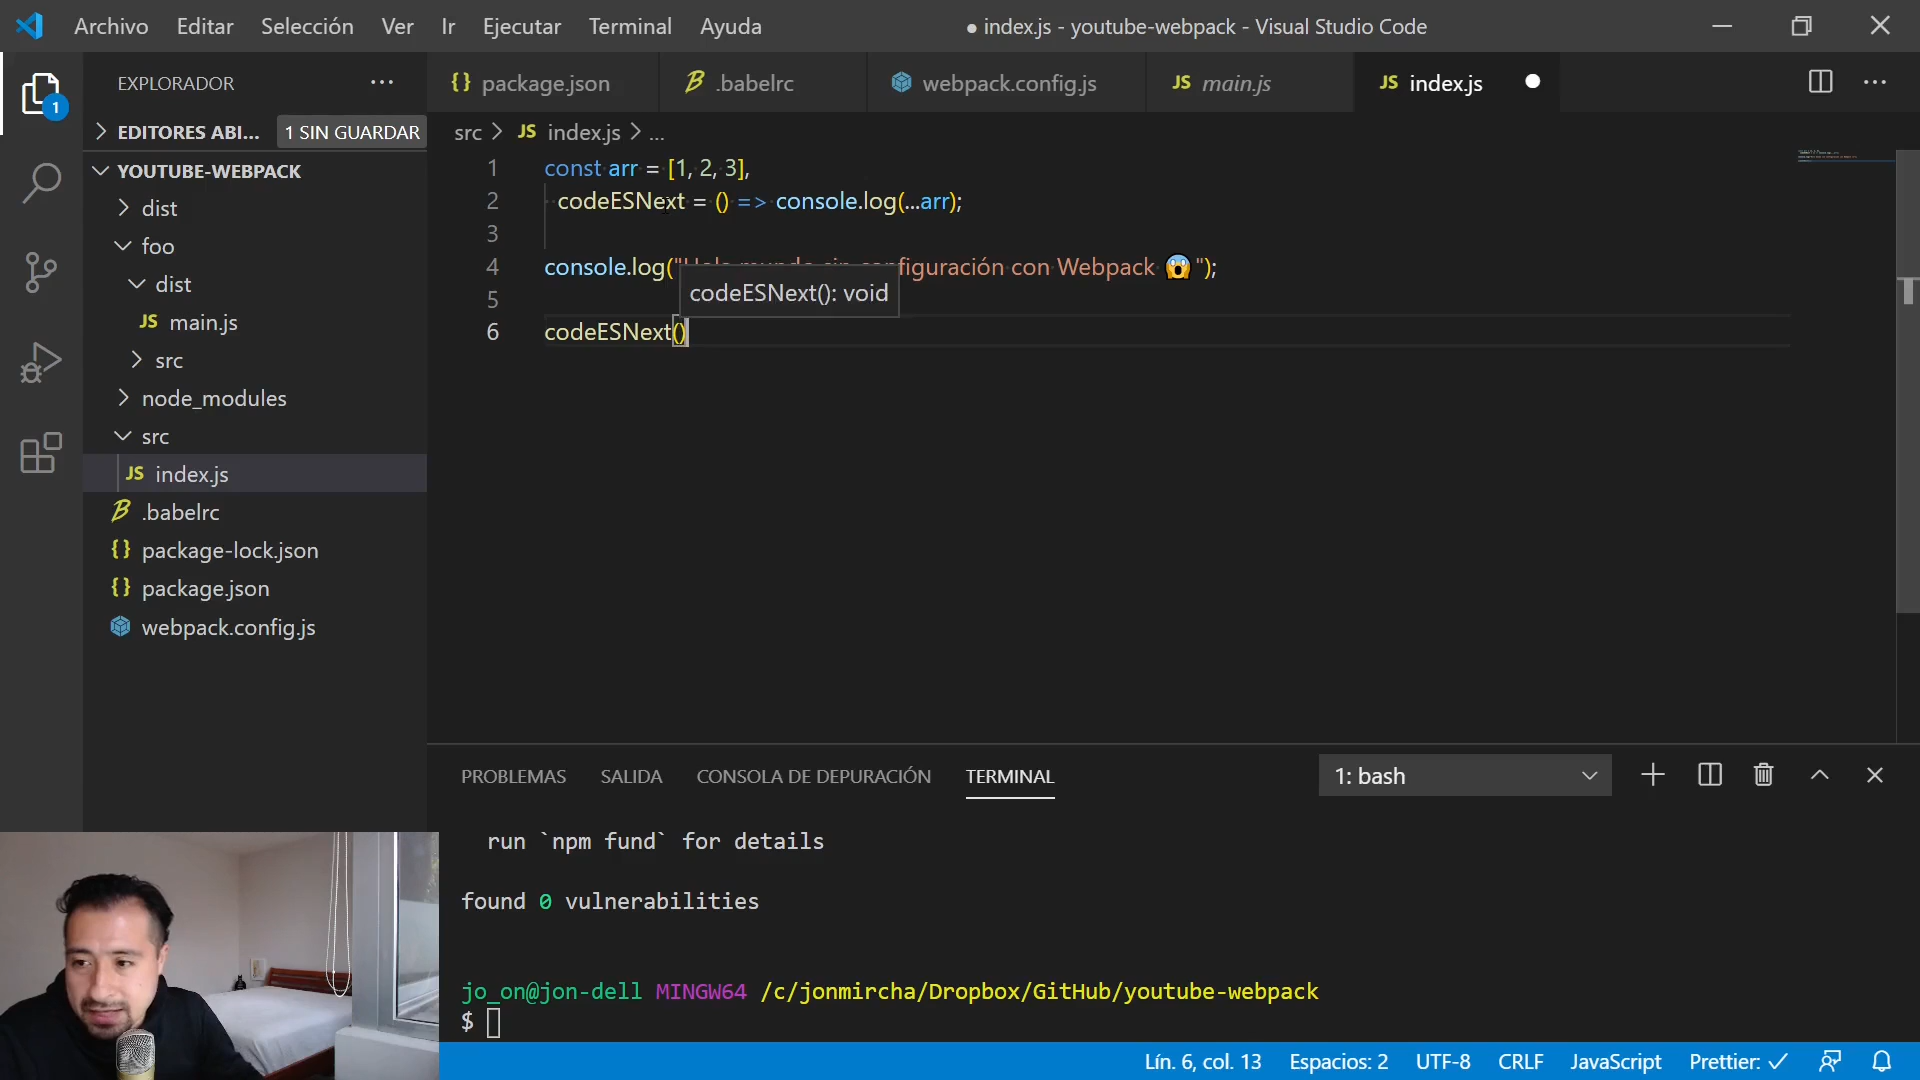 Archivo Editar Selección Ver Ir Ejecutar Terminal Ayuda
● index.js - youtube-webpack - Visual Studio Code
EXPLORADOR ...
EDITORES ABI... 1 SIN GUARDAR
YOUTUBE-WEBPACK
dist
foo
dist
JS main.js
src
node_modules
src
JS index.js
.babelrc
{} package-lock.json
{} package.json
webpack.config.js
1
{} package.json .babelrc webpack.config.js JS main.js JS index.js
src > JS index.js > ...
1 const arr = [1, 2, 3],
2 codeESNext = () => console.log(...arr);
3
4 console.log(" figuración con Webpack 😱");
codeESNext(): void
5
6 codeESNext()
PROBLEMAS SALIDA CONSOLA DE DEPURACIÓN TERMINAL 1: bash
run `npm fund` for details
found 0 vulnerabilities
jo_on@jon-dell MINGW64 /c/jonmircha/Dropbox/GitHub/youtube-webpack
$
Lín. 6, col. 13 Espacios: 2 UTF-8 CRLF JavaScript Prettier: ✓